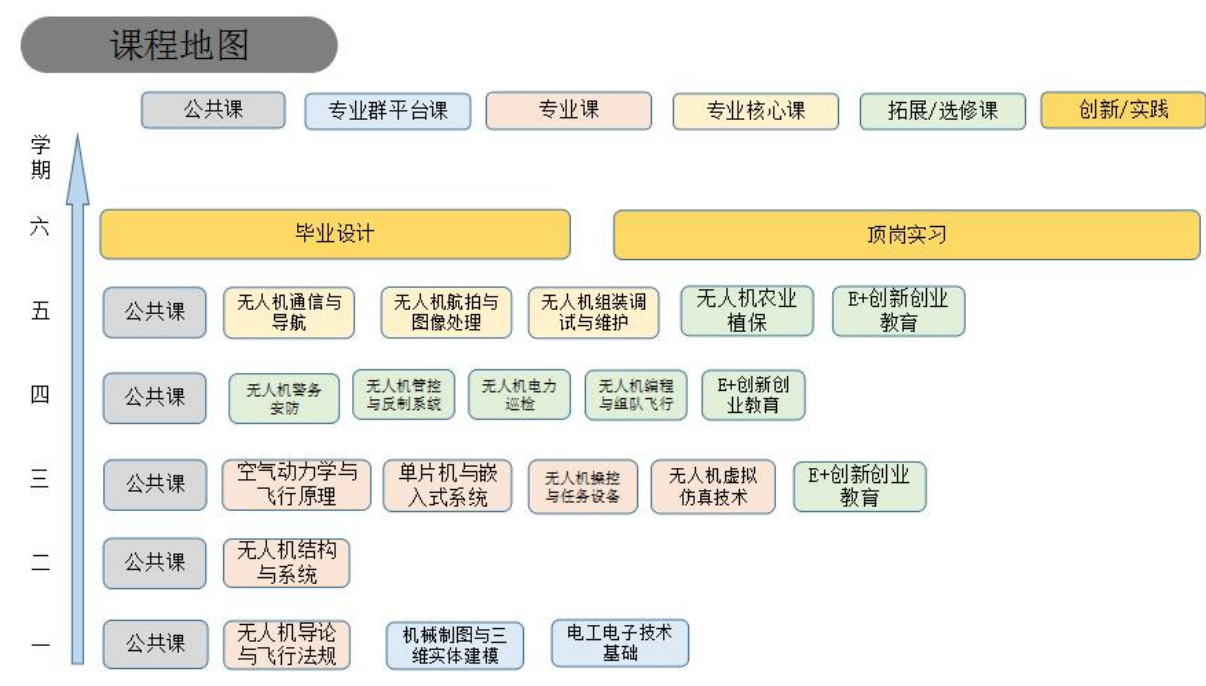 课程地图
公共课
专业群平台课
专业课
专业核心课
拓展/选修课
创新/实践
学
期
六
毕业设计
顶岗实习
五
公共课
无人机通信与
导航
无人机航拍与
图像处理
无人机组装调
试与维护
无人机农业
植保
E+创新创业
教育
四
公共课
无人机警务
安防
无人机管控
与反制系统
无人机电力
巡检
无人机编程
与组队飞行
E+创新创
业教育
三
公共课
空气动力学与
飞行原理
单片机与嵌
入式系统
无人机操控
与任务设备
无人机虚拟
仿真技术
E+创新创业
教育
二
公共课
无人机结构
与系统
一
公共课
无人机导论
与飞行法规
机械制图与三
维实体建模
电工电子技术
基础